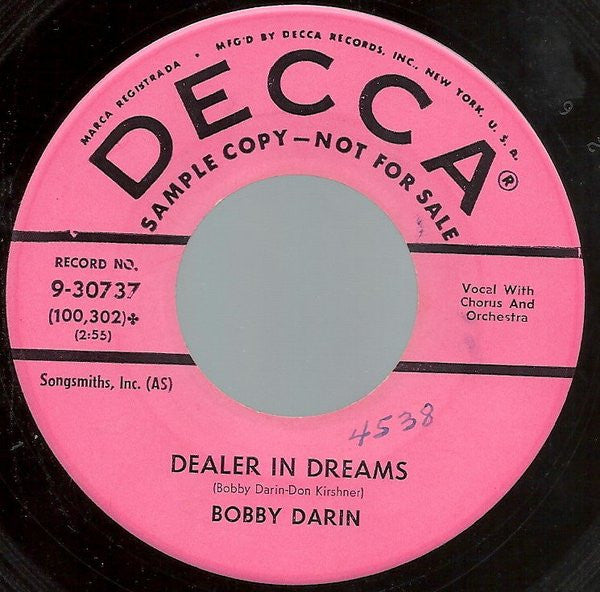 MARCA REGISTRADA • MFG'D BY DECCA RECORDS, INC., NEW YORK, U.S.A.
DECCA®
SAMPLE COPY—NOT FOR SALE
RECORD NO.
9-30737
(100,302)✤
(2:55)
Vocal With
Chorus And
Orchestra
Songsmiths, Inc. (AS)
4538
DEALER IN DREAMS
(Bobby Darin-Don Kirshner)
BOBBY DARIN